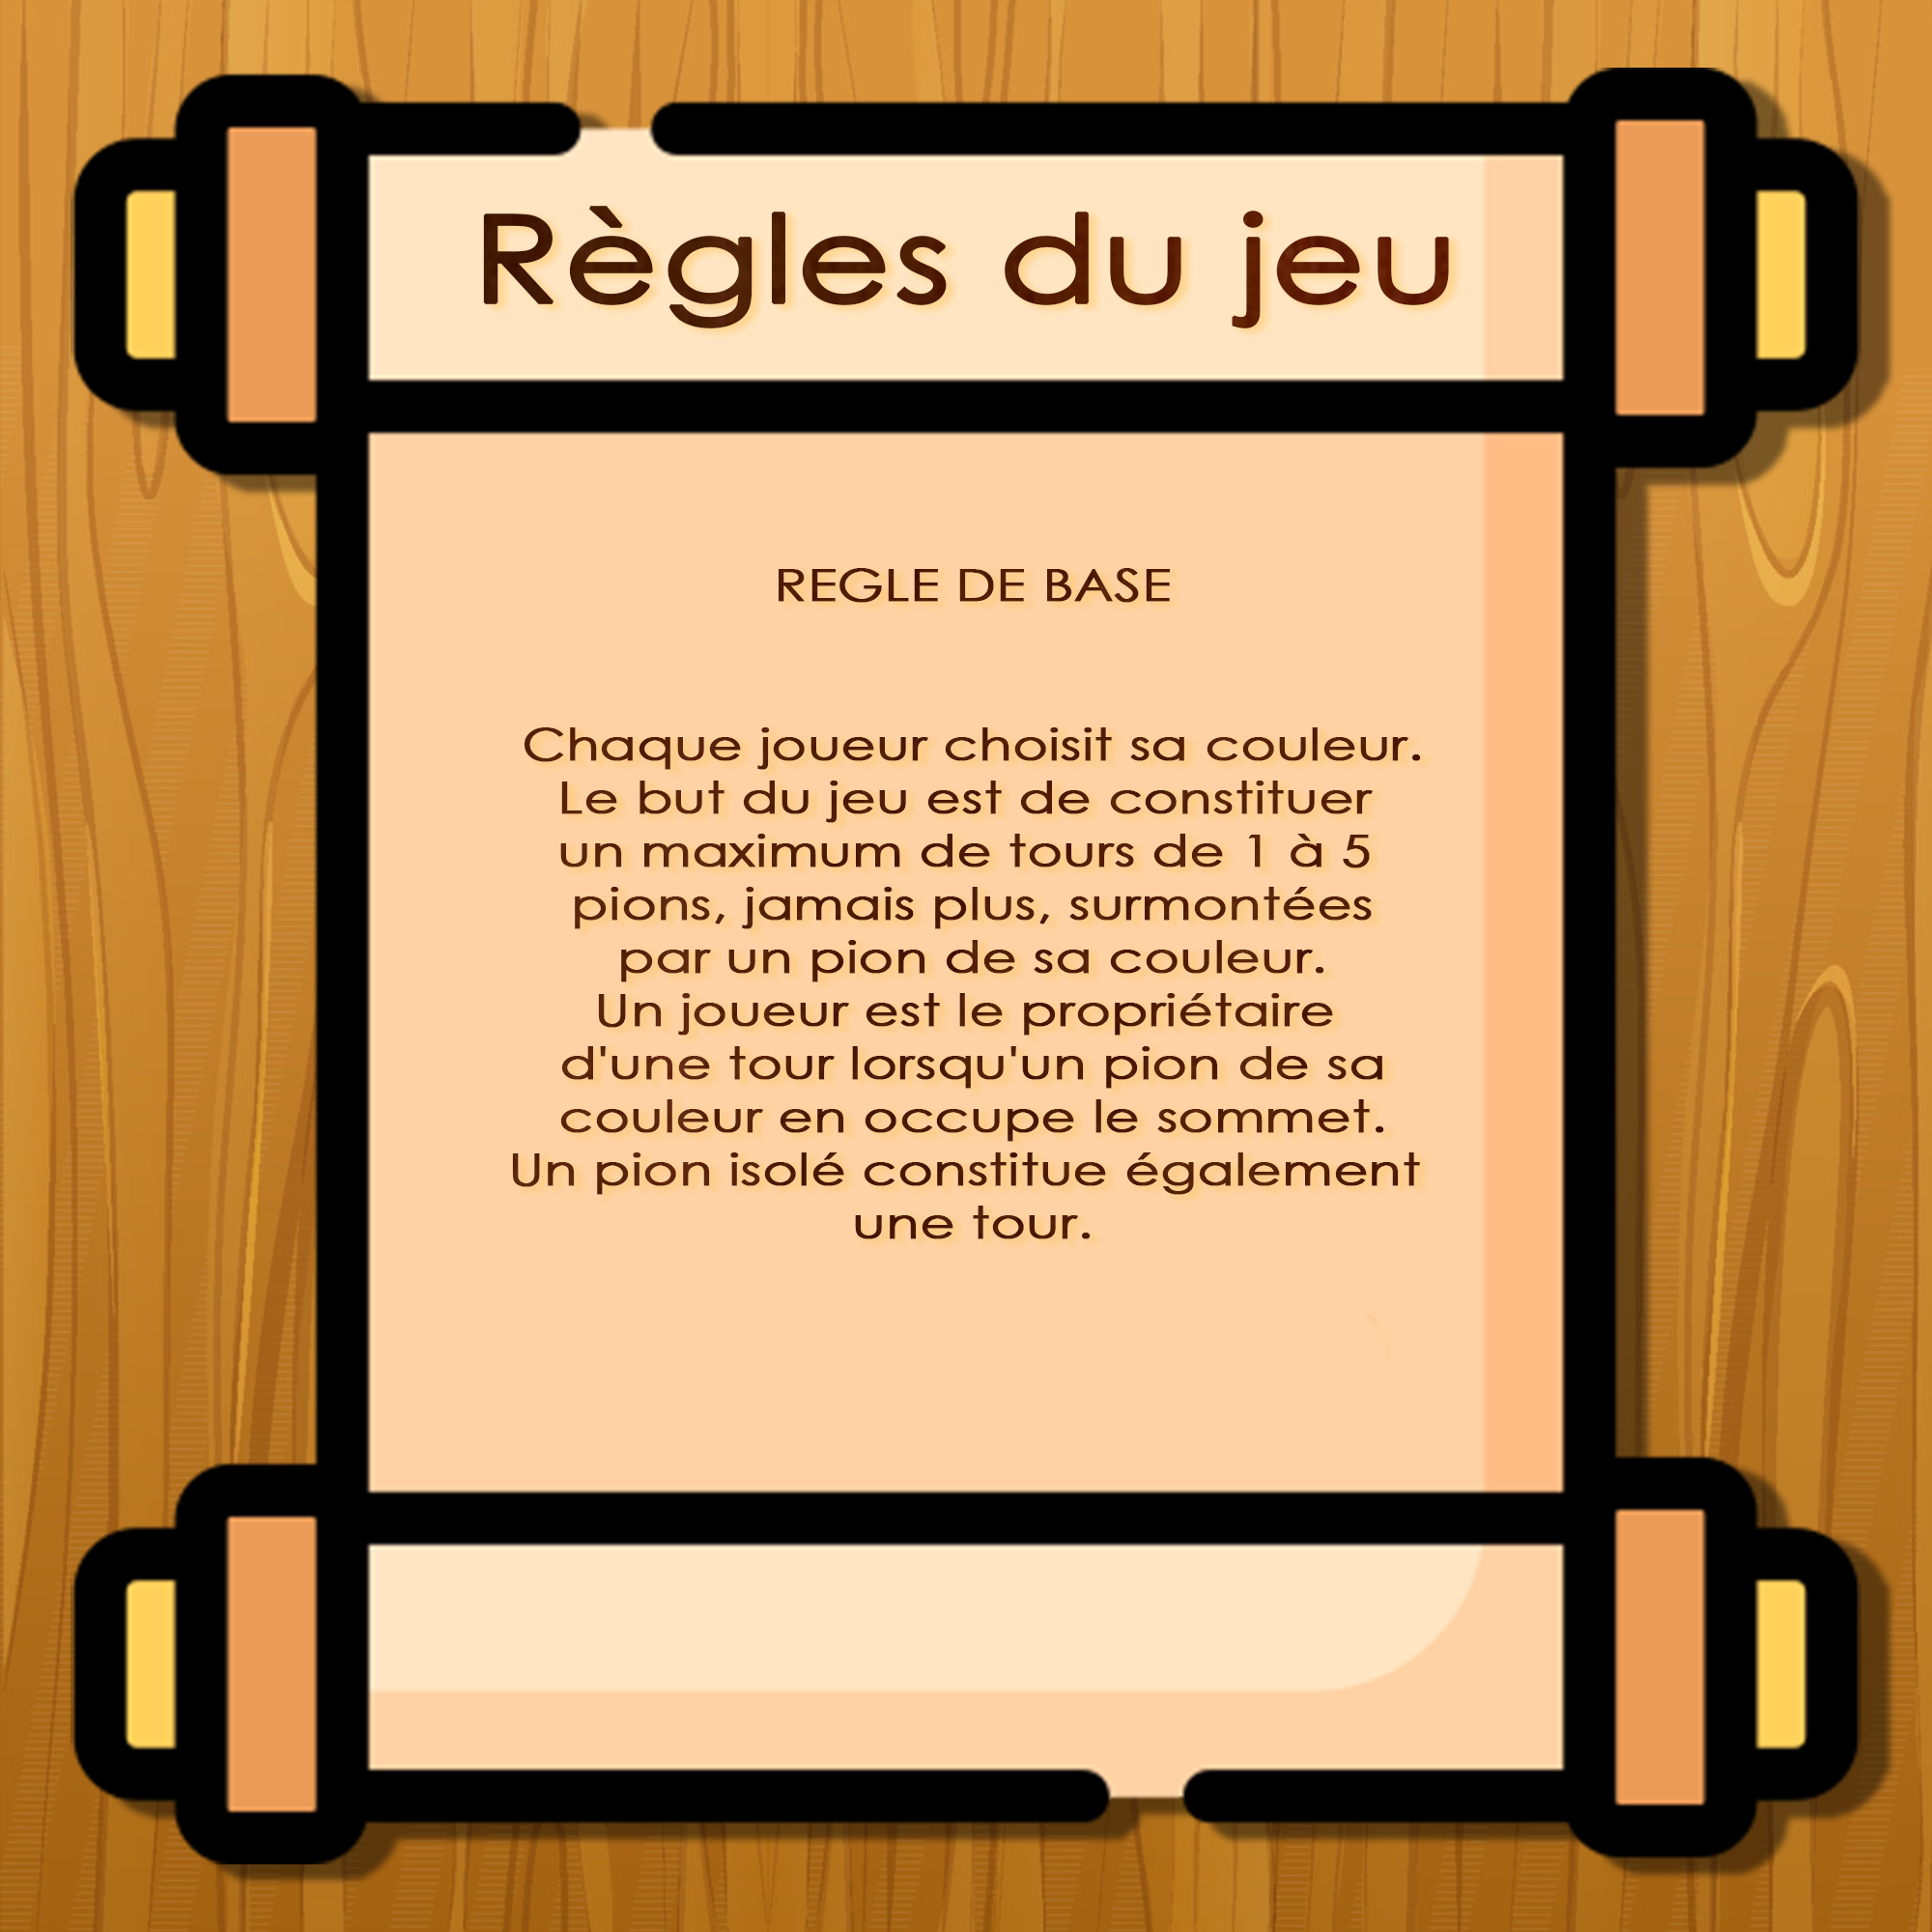 Règles du jeu
REGLE DE BASE
Chaque joueur choisit sa couleur.
Le but du jeu est de constituer
un maximum de tours de 1 à 5
pions, jamais plus, surmontées
par un pion de sa couleur.
Un joueur est le propriétaire
d'une tour lorsqu'un pion de sa
couleur en occupe le sommet.
Un pion isolé constitue également
une tour.